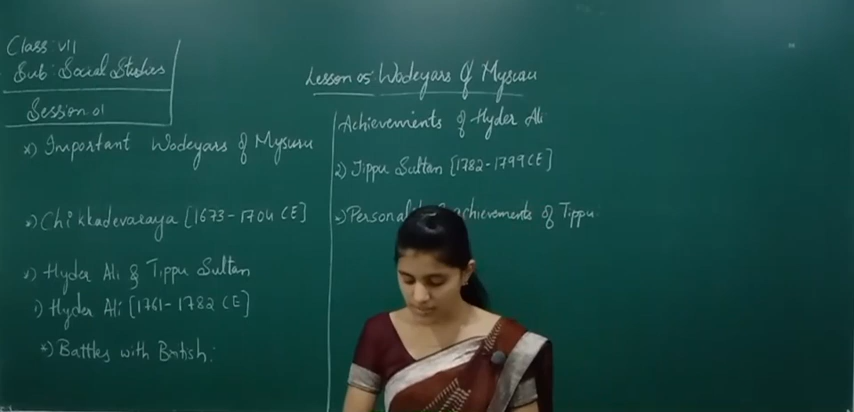 Class: VII
Sub: Social Studies
Session 01
Lesson 05 Wodeyars of Mysuru
*) Important Wodeyars of Mysuru
*) Chikkadevaraya [1673-1704 CE]
*) Hyder Ali & Tippu Sultan
1) Hyder Ali [1761-1782 CE]
*) Battles with British:
Achievements of Hyder Ali
2) Tippu Sultan [1782-1799 CE]
*) achievements of Tippu.